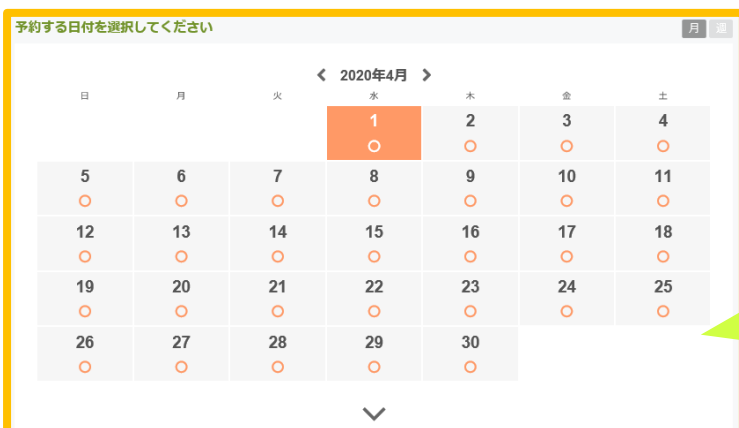 予約する日付を選択してください
月 週
2020年4月
日 月 火 水 木 金 土
1 2 3 4
5 6 7 8 9 10 11
12 13 14 15 16 17 18
19 20 21 22 23 24 25
26 27 28 29 30